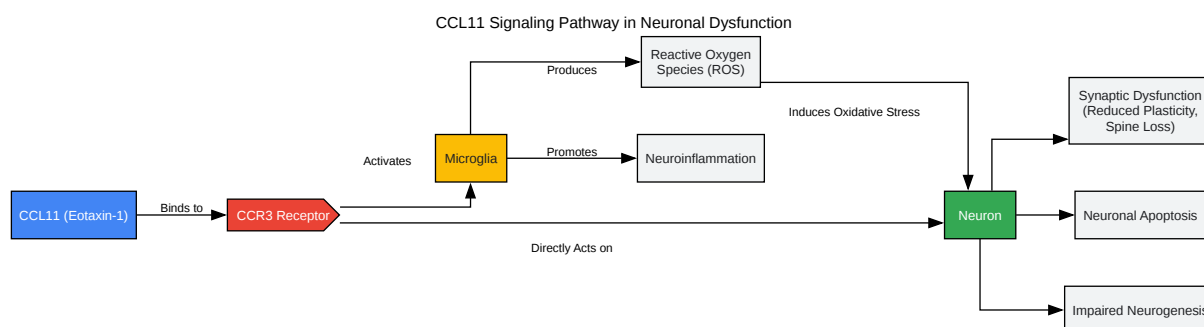 CCL11 Signaling Pathway in Neuronal Dysfunction
Reactive Oxygen
Species (ROS)
Produces
Induces Oxidative Stress
Synaptic Dysfunction
(Reduced Plasticity,
Spine Loss)
Activates
Microglia
Promotes
Neuroinflammation
CCL11 (Eotaxin-1)
Binds to
CCR3 Receptor
Neuron
Neuronal Apoptosis
Directly Acts on
Impaired Neurogenesis